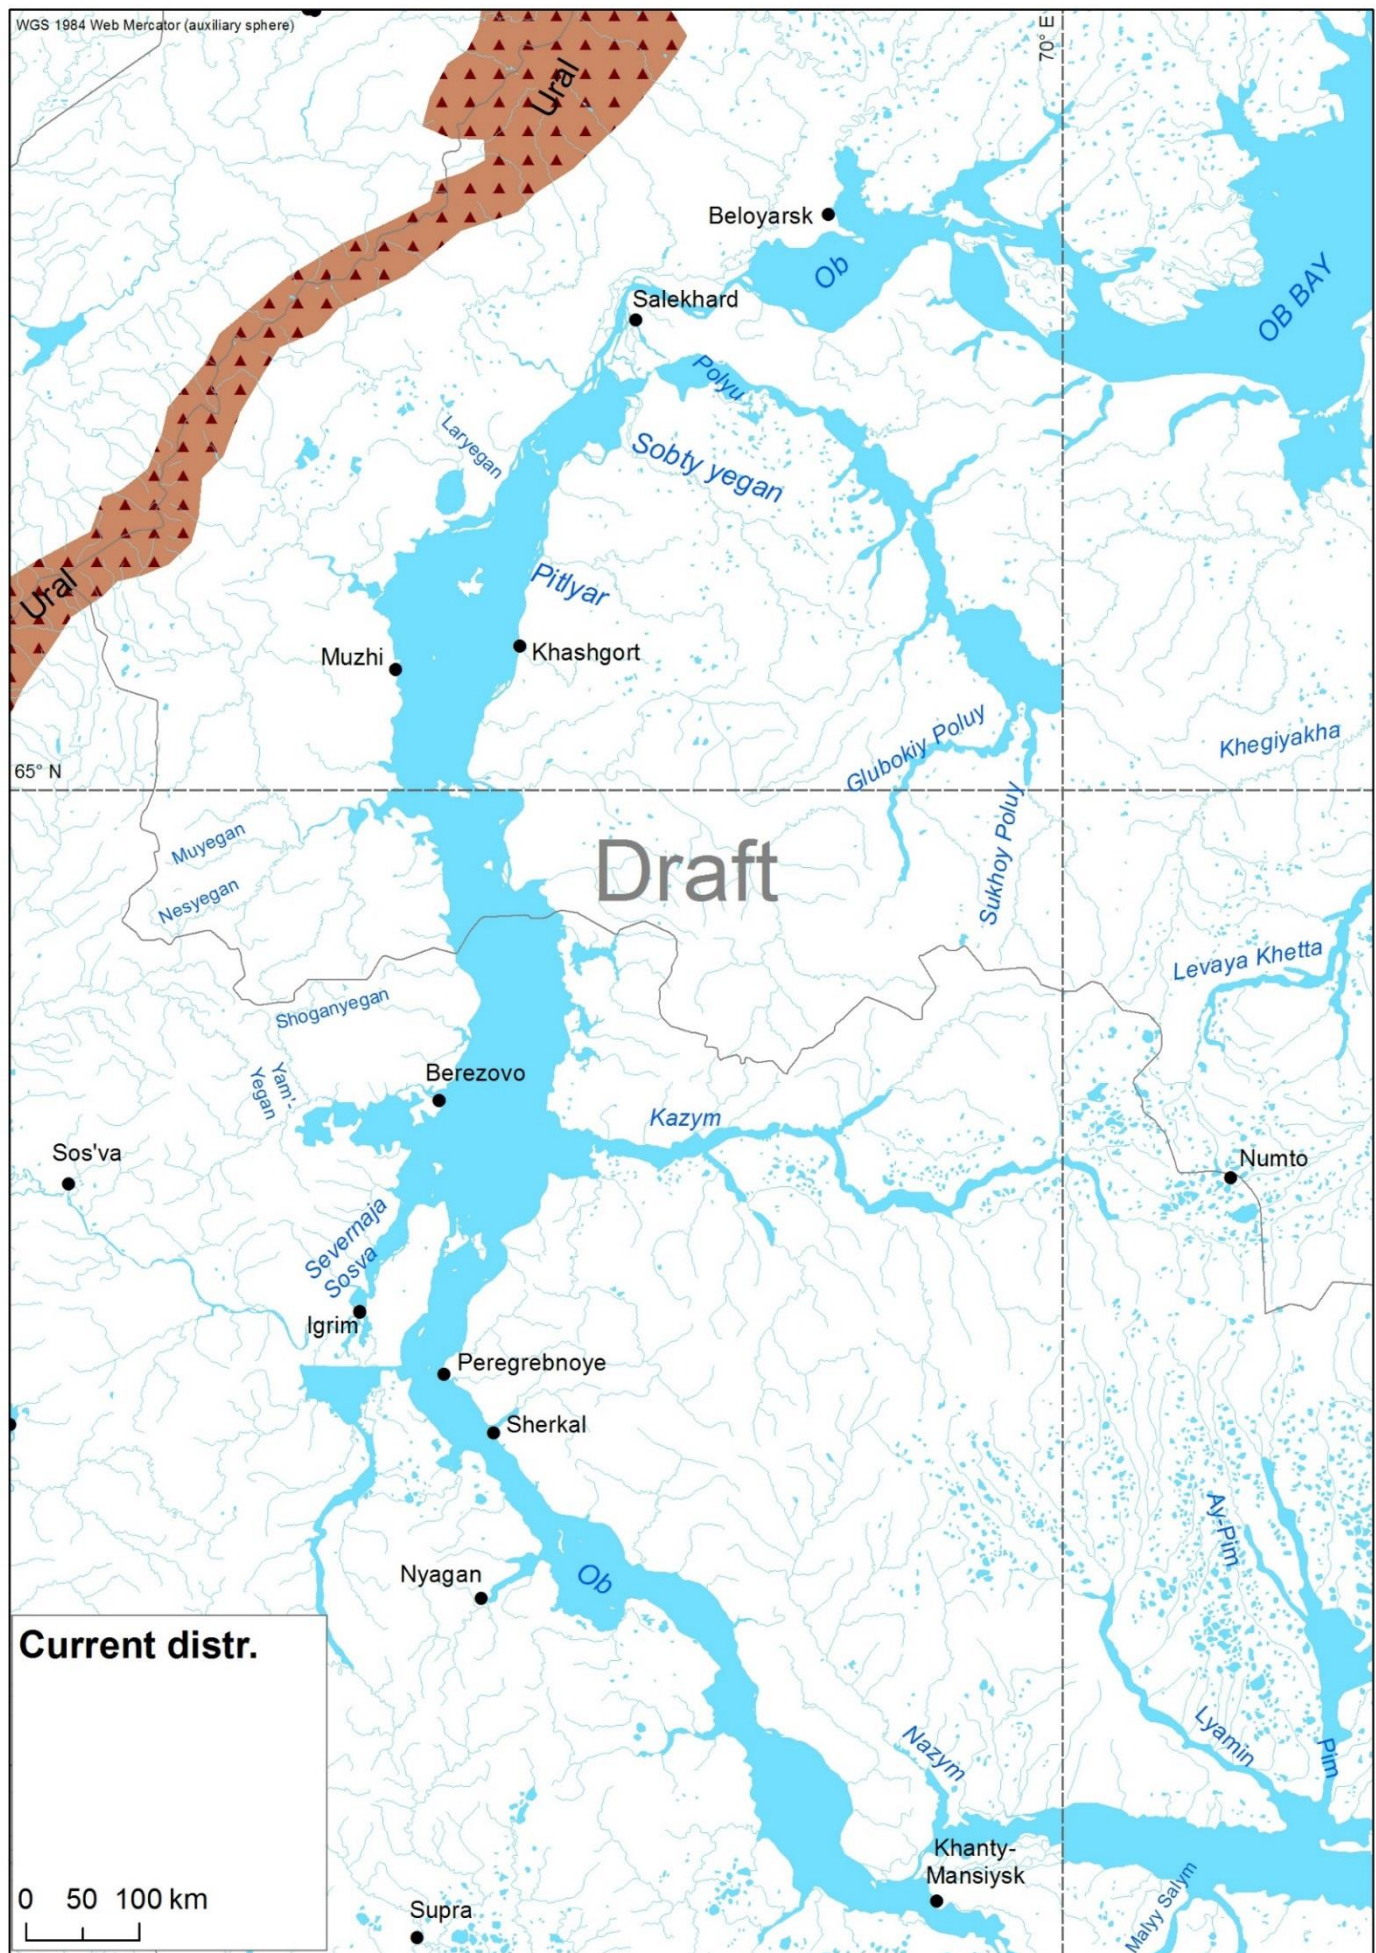 WGS 1984 Web Mercator (auxiliary sphere)
70° E
Ural
Beloyarsk
Ob
OB BAY
Salekhard
Polyu
Laryegan
Sobty yegan
Ural
Pitlyar
Muzhi
Khashgort
Glubokiy Poluy
Khegiyakha
65° N
Sukhoy Poluy
Muyegan
Draft
Nesyegan
Levaya Khetta
Shoganyegan
Yam'-
Yegan
Berezovo
Kazym
Sos'va
Numto
Severnaja
Sosva
Igrim
Peregrebnoye
Sherkal
Ay-Pim
Nyagan
Ob
Current distr.
Lyamin
Nazym
Pim
Khanty-
Mansiysk
Malyy Salym
0 50 100 km
Supra